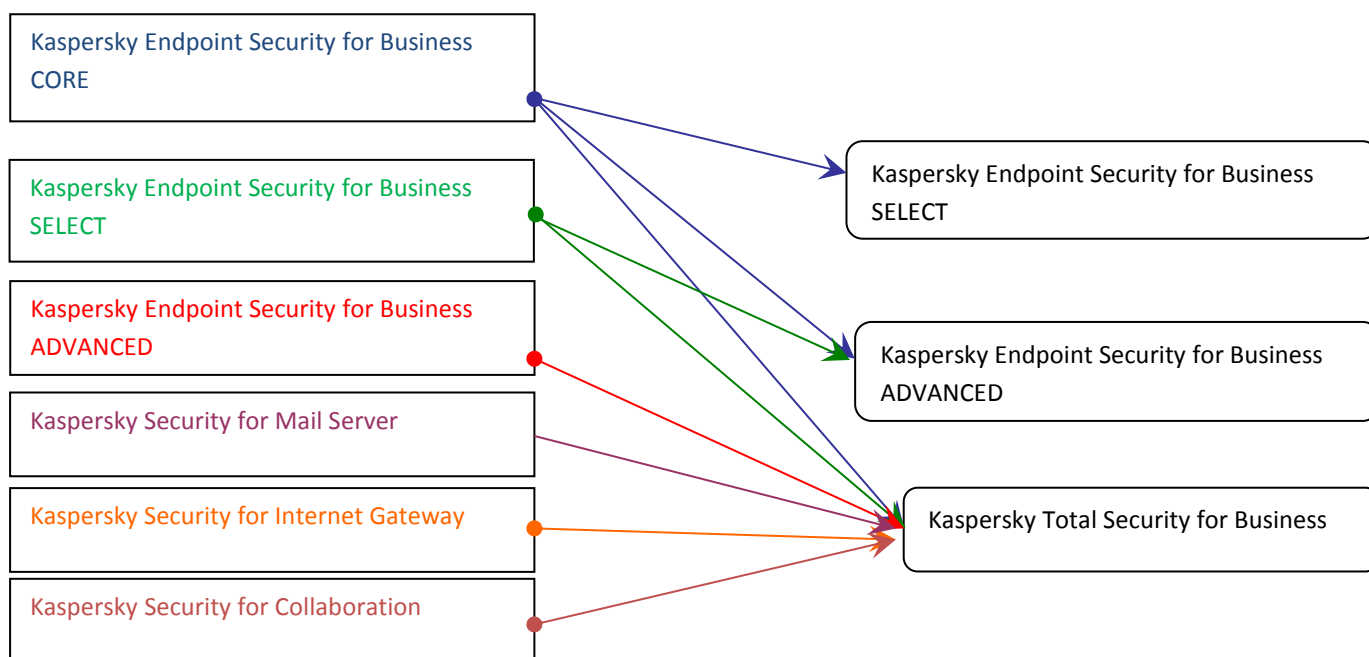 Kaspersky Endpoint Security for Business
CORE
Kaspersky Endpoint Security for Business
SELECT
Kaspersky Endpoint Security for Business
ADVANCED
Kaspersky Security for Mail Server
Kaspersky Security for Internet Gateway
Kaspersky Security for Collaboration
Kaspersky Endpoint Security for Business
SELECT
Kaspersky Endpoint Security for Business
ADVANCED
Kaspersky Total Security for Business